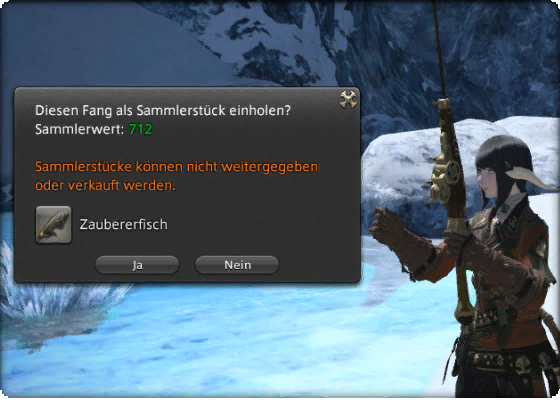 Diesen Fang als Sammlerstück einholen?
Sammlerwert: 712
Sammlerstücke können nicht weitergegeben
oder verkauft werden.
Zaubererfisch
Ja
Nein